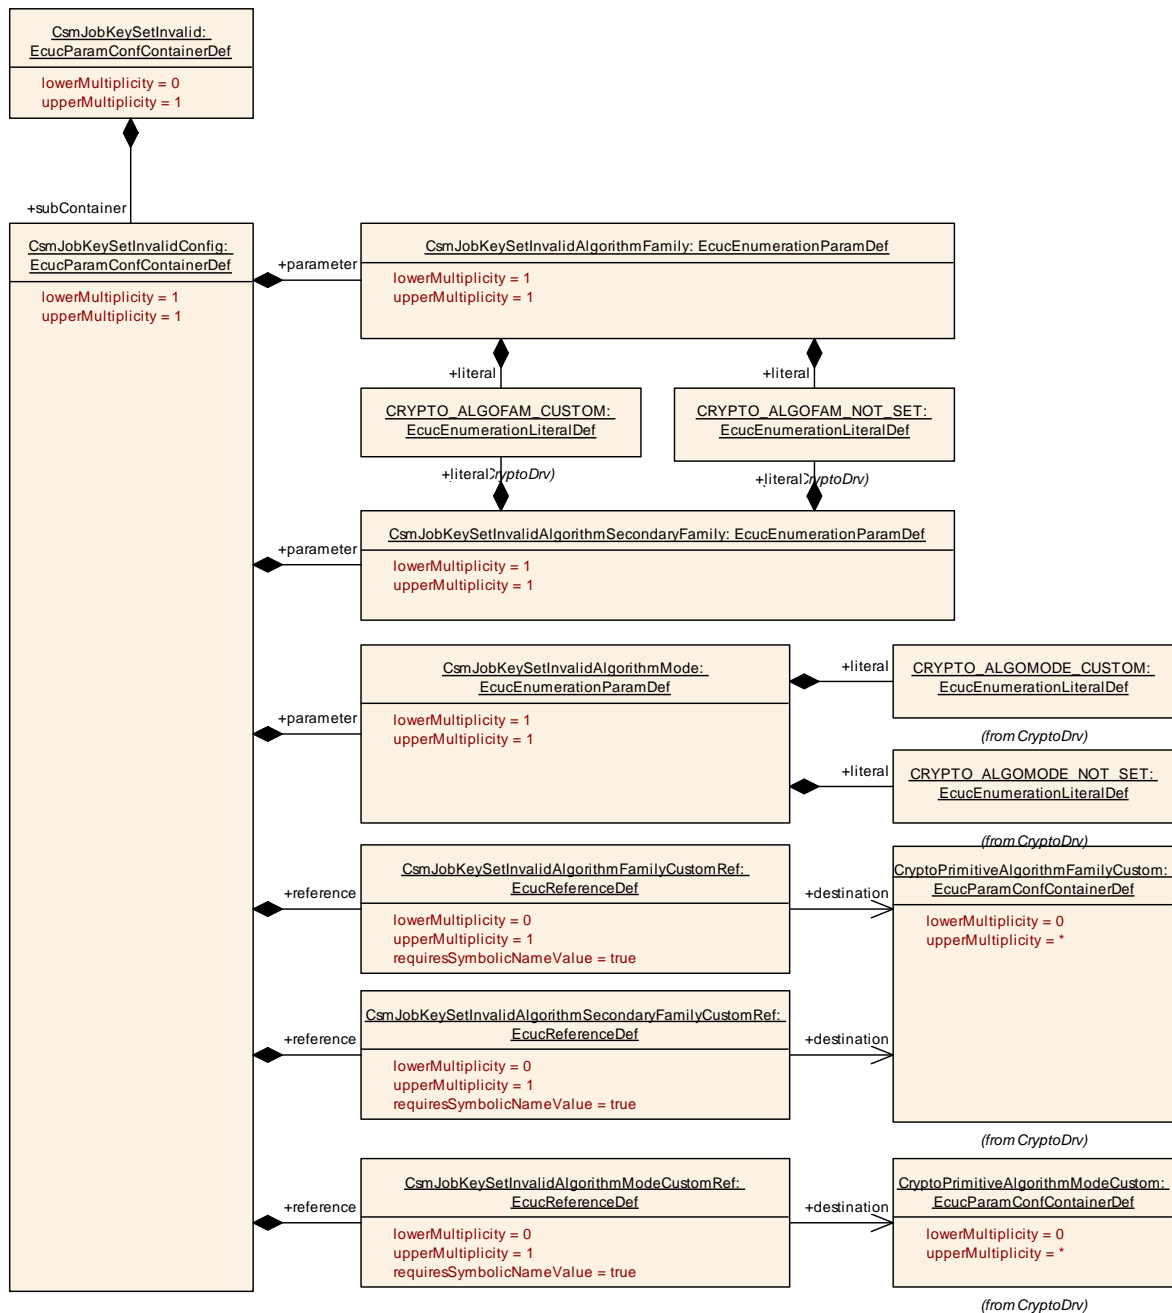 CsmJobKeySetInvalid:
EcucParamConfContainerDef
lowerMultiplicity = 0
upperMultiplicity = 1
+subContainer
CsmJobKeySetInvalidConfig:
EcucParamConfContainerDef
lowerMultiplicity = 1
upperMultiplicity = 1
+parameter
CsmJobKeySetInvalidAlgorithmFamily: EcucEnumerationParamDef
lowerMultiplicity = 1
upperMultiplicity = 1
+literal
+literal
CRYPTO_ALGOFAM_CUSTOM:
EcucEnumerationLiteralDef
CRYPTO_ALGOFAM_NOT_SET:
EcucEnumerationLiteralDef
+literal
CryptoDrv)
+literal
CryptoDrv)
+parameter
CsmJobKeySetInvalidAlgorithmSecondaryFamily: EcucEnumerationParamDef
lowerMultiplicity = 1
upperMultiplicity = 1
+parameter
CsmJobKeySetInvalidAlgorithmMode:
EcucEnumerationParamDef
lowerMultiplicity = 1
upperMultiplicity = 1
+literal
CRYPTO_ALGOMODE_CUSTOM:
EcucEnumerationLiteralDef
(from CryptoDrv)
+literal
CRYPTO_ALGOMODE_NOT_SET:
EcucEnumerationLiteralDef
(from CryptoDrv)
+reference
CsmJobKeySetInvalidAlgorithmFamilyCustomRef:
EcucReferenceDef
lowerMultiplicity = 0
upperMultiplicity = 1
requiresSymbolicNameValue = true
+destination
CryptoPrimitiveAlgorithmFamilyCustom:
EcucParamConfContainerDef
lowerMultiplicity = 0
upperMultiplicity = *
+reference
CsmJobKeySetInvalidAlgorithmSecondaryFamilyCustomRef:
EcucReferenceDef
lowerMultiplicity = 0
upperMultiplicity = 1
requiresSymbolicNameValue = true
+destination
(from CryptoDrv)
+reference
CsmJobKeySetInvalidAlgorithmModeCustomRef:
EcucReferenceDef
lowerMultiplicity = 0
upperMultiplicity = 1
requiresSymbolicNameValue = true
+destination
CryptoPrimitiveAlgorithmModeCustom:
EcucParamConfContainerDef
lowerMultiplicity = 0
upperMultiplicity = *
(from CryptoDrv)